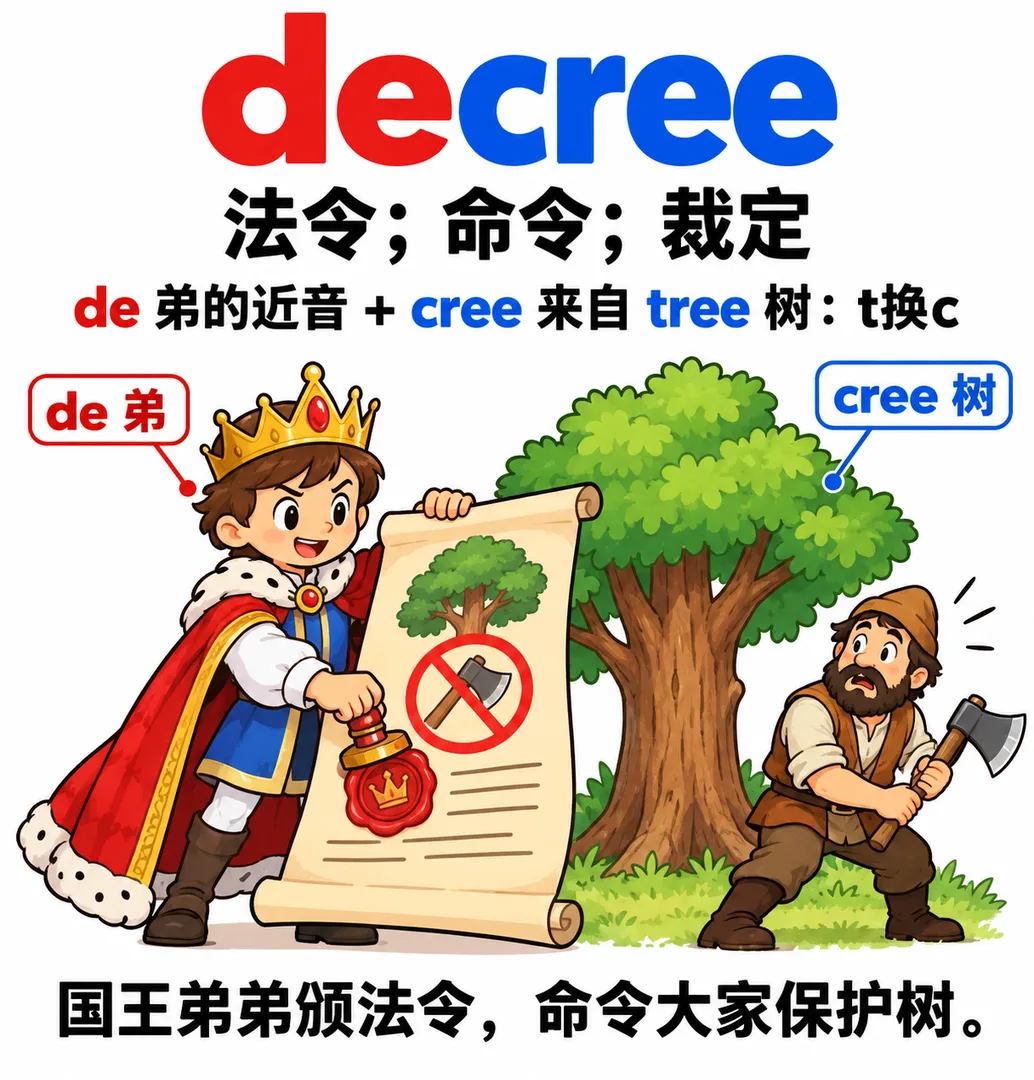 decree
法令；命令；裁定
de 弟的近音 + cree 来自 tree 树：t换c
de 弟
cree 树
国王弟弟颁法令，命令大家保护树。